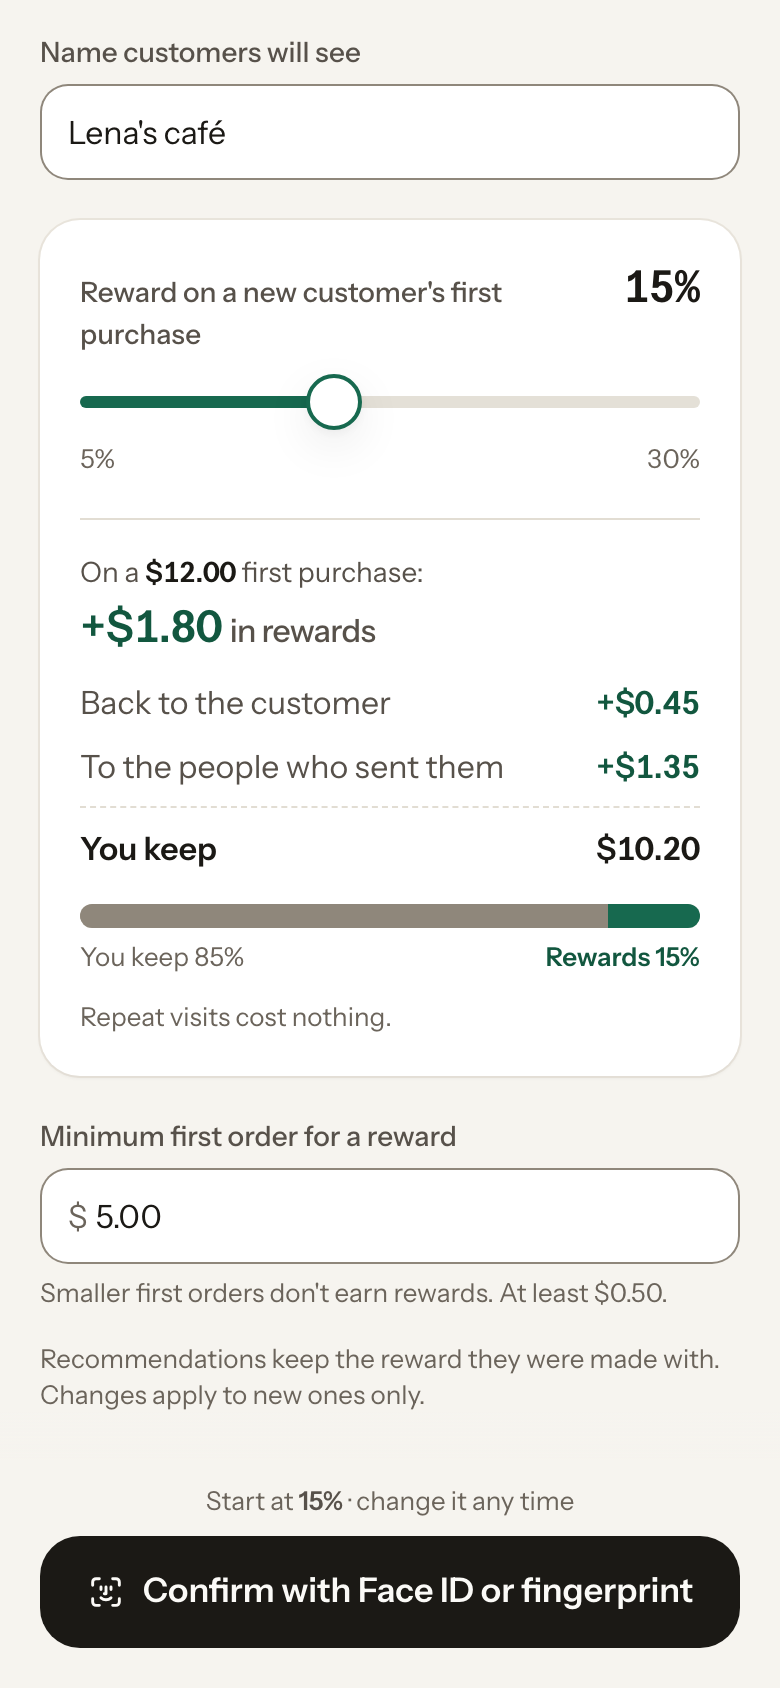 Name customers will see
Lena's café
Reward on a new customer's first
purchase
15%
5%
30%
On a $12.00 first purchase:
+$1.80 in rewards
Back to the customer +$0.45
To the people who sent them +$1.35
You keep $10.20
You keep 85% Rewards 15%
Repeat visits cost nothing.
Minimum first order for a reward
$ 5.00
Smaller first orders don't earn rewards. At least $0.50.
Recommendations keep the reward they were made with.
Changes apply to new ones only.
Start at 15% · change it any time
Confirm with Face ID or fingerprint